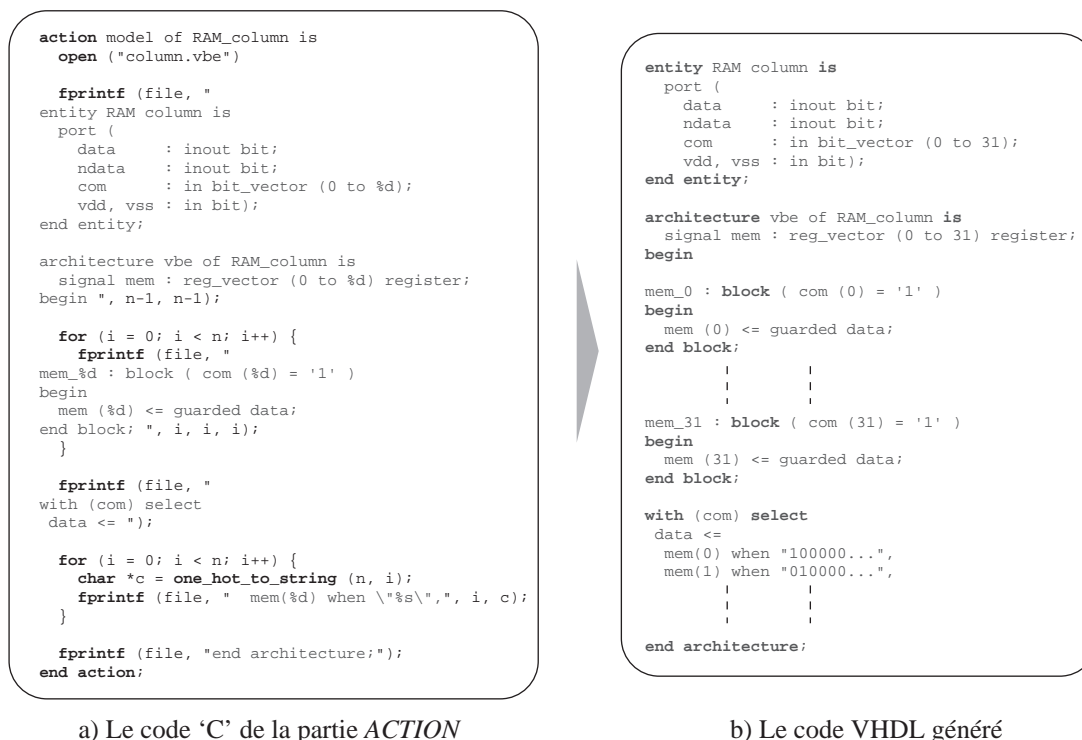 action model of RAM_column is
open ("column.vbe")
fprintf (file, "
entity RAM column is
port (
data : inout bit;
ndata : inout bit;
com : in bit_vector (0 to %d);
vdd, vss : in bit);
end entity;
architecture vbe of RAM_column is
signal mem : reg_vector (0 to %d) register;
begin ", n-1, n-1);
for (i = 0; i < n; i++) {
fprintf (file, "
mem_%d : block ( com (%d) = '1' )
begin
mem (%d) <= guarded data;
end block; ", i, i, i);
}
fprintf (file, "
with (com) select
data <= ");
for (i = 0; i < n; i++) {
char *c = one_hot_to_string (n, i);
fprintf (file, " mem(%d) when \"%s\",", i, c);
}
fprintf (file, "end architecture;");
end action;
a) Le code ‘C’ de la partie ACTION
entity RAM column is
port (
data : inout bit;
ndata : inout bit;
com : in bit_vector (0 to 31);
vdd, vss : in bit);
end entity;
architecture vbe of RAM_column is
signal mem : reg_vector (0 to 31) register;
begin
mem_0 : block ( com (0) = '1' )
begin
mem (0) <= guarded data;
end block;
mem_31 : block ( com (31) = '1' )
begin
mem (31) <= guarded data;
end block;
with (com) select
data <=
mem(0) when "100000...",
mem(1) when "010000...",
end architecture;
b) Le code VHDL généré